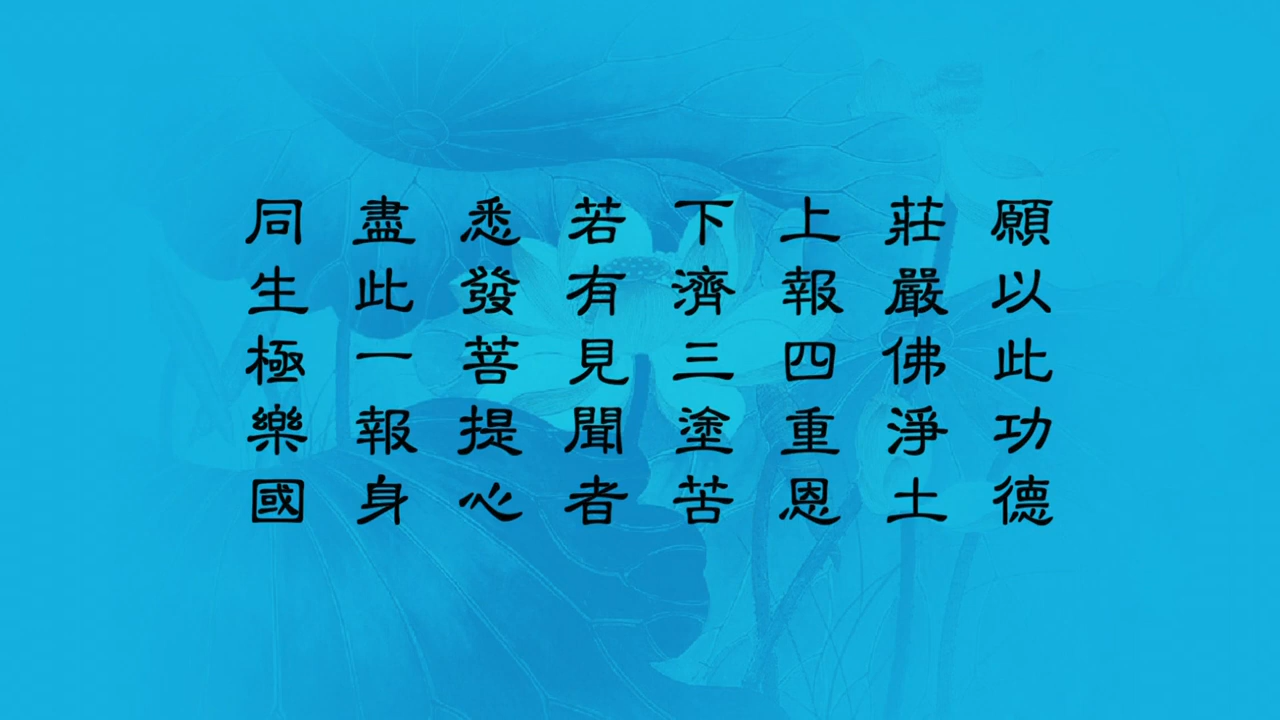 願以此功德
莊嚴佛淨土
上報四重恩
下濟三塗苦
若有見聞者
悉發菩提心
盡此一報身
同生極樂國